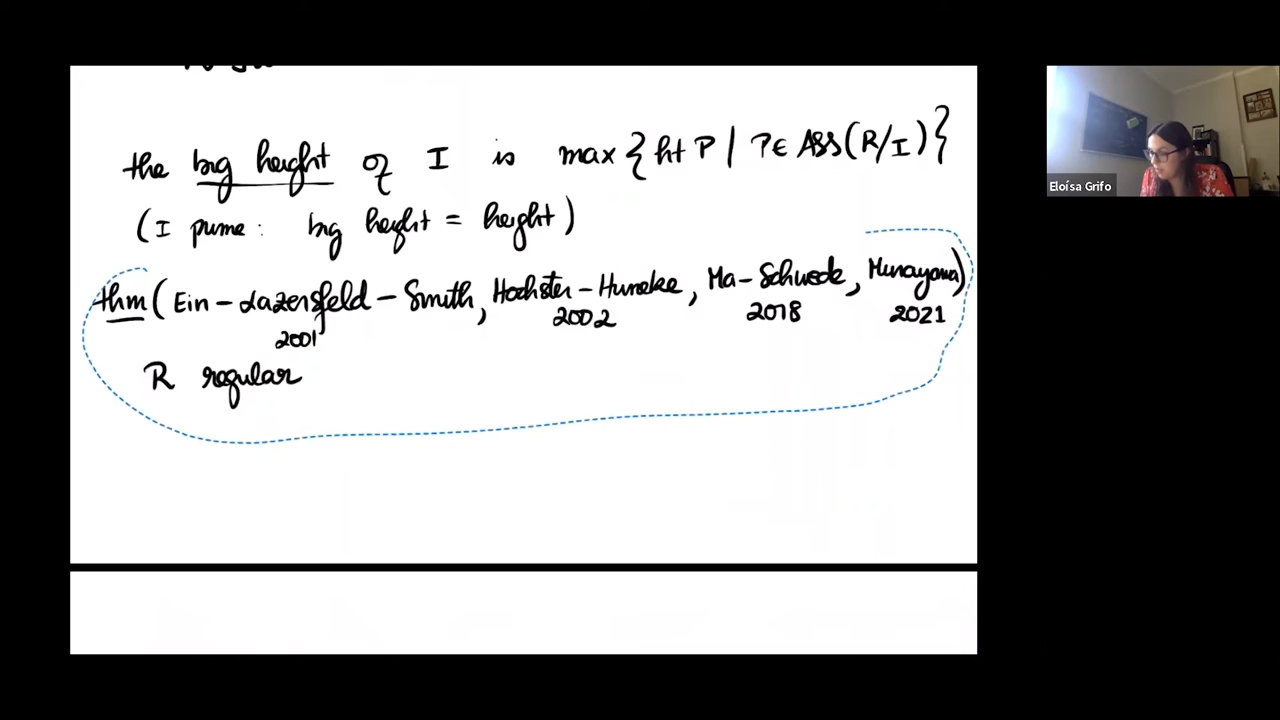 the big height of I is max { ht P | P ∈ Ass(R/I) }
(I prime: big height = height)
Thm (Ein-Lazersfeld-Smith, Hochster-Huneke, Ma-Schwede, Murayama)
2001 2002 2018 2021
R regular
Eloísa Grifo